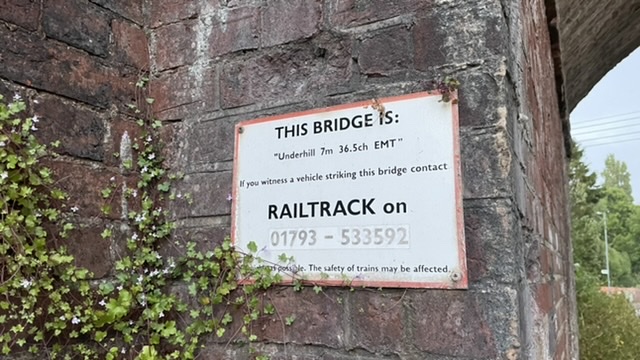 THIS BRIDGE IS:
"Underhill 7m 36.5ch EMT"
If you witness a vehicle striking this bridge contact
RAILTRACK on
01793 - 533592
possible. The safety of trains may be affected.